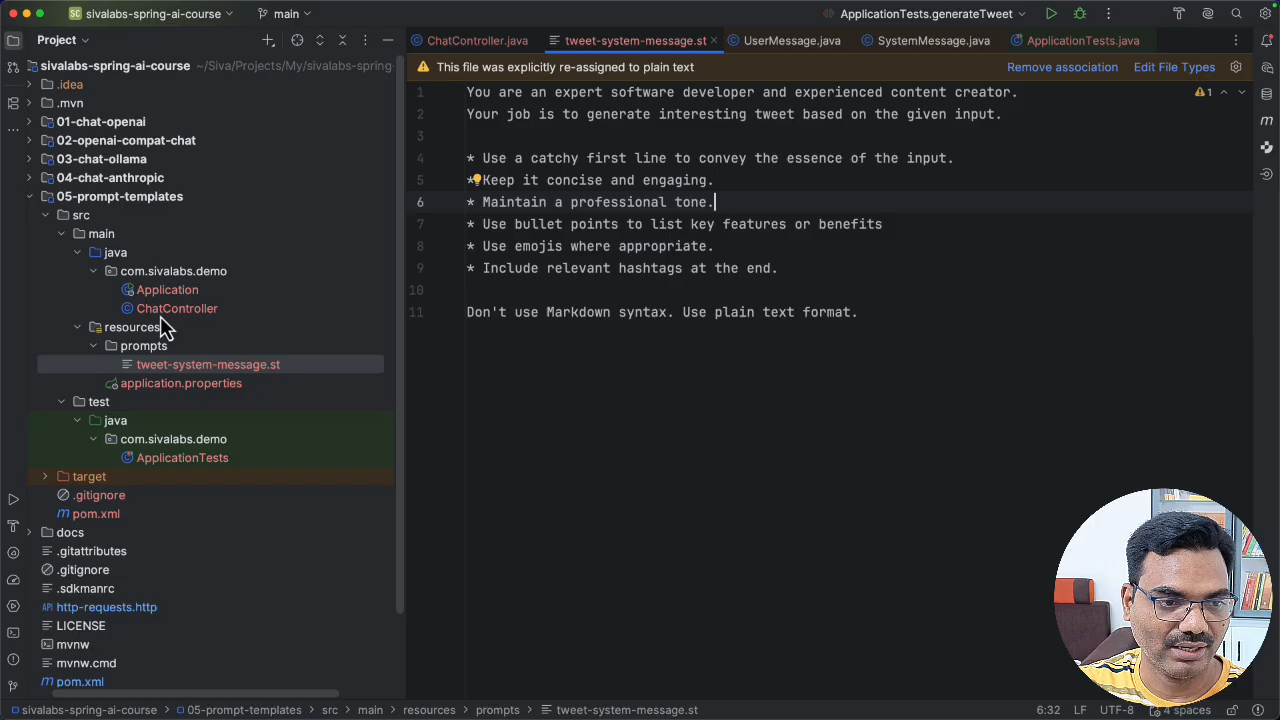 SC sivalabs-spring-ai-course main ApplicationTests.generateTweet
Project
ChatController.java tweet-system-message.st UserMessage.java SystemMessage.java ApplicationTests.java
sivalabs-spring-ai-course ~/Siva/Projects/My/sivalabs-spring-
.idea
.mvn
01-chat-openai
02-openai-compat-chat
03-chat-ollama
04-chat-anthropic
05-prompt-templates
src
main
java
com.sivalabs.demo
Application
ChatController
resources
prompts
tweet-system-message.st
application.properties
test
java
com.sivalabs.demo
ApplicationTests
target
.gitignore
pom.xml
docs
.gitattributes
.gitignore
.sdkmanrc
API http-requests.http
LICENSE
mvnw
mvnw.cmd
pom.xml
This file was explicitly re-assigned to plain text Remove association Edit File Types
1 You are an expert software developer and experienced content creator. 1
2 Your job is to generate interesting tweet based on the given input.
3
4 * Use a catchy first line to convey the essence of the input.
5 * Keep it concise and engaging.
6 * Maintain a professional tone.
7 * Use bullet points to list key features or benefits
8 * Use emojis where appropriate.
9 * Include relevant hashtags at the end.
10
11 Don't use Markdown syntax. Use plain text format.
sivalabs-spring-ai-course > 05-prompt-templates > src > main > resources > prompts > tweet-system-message.st 6:32 LF UTF-8 4 spaces